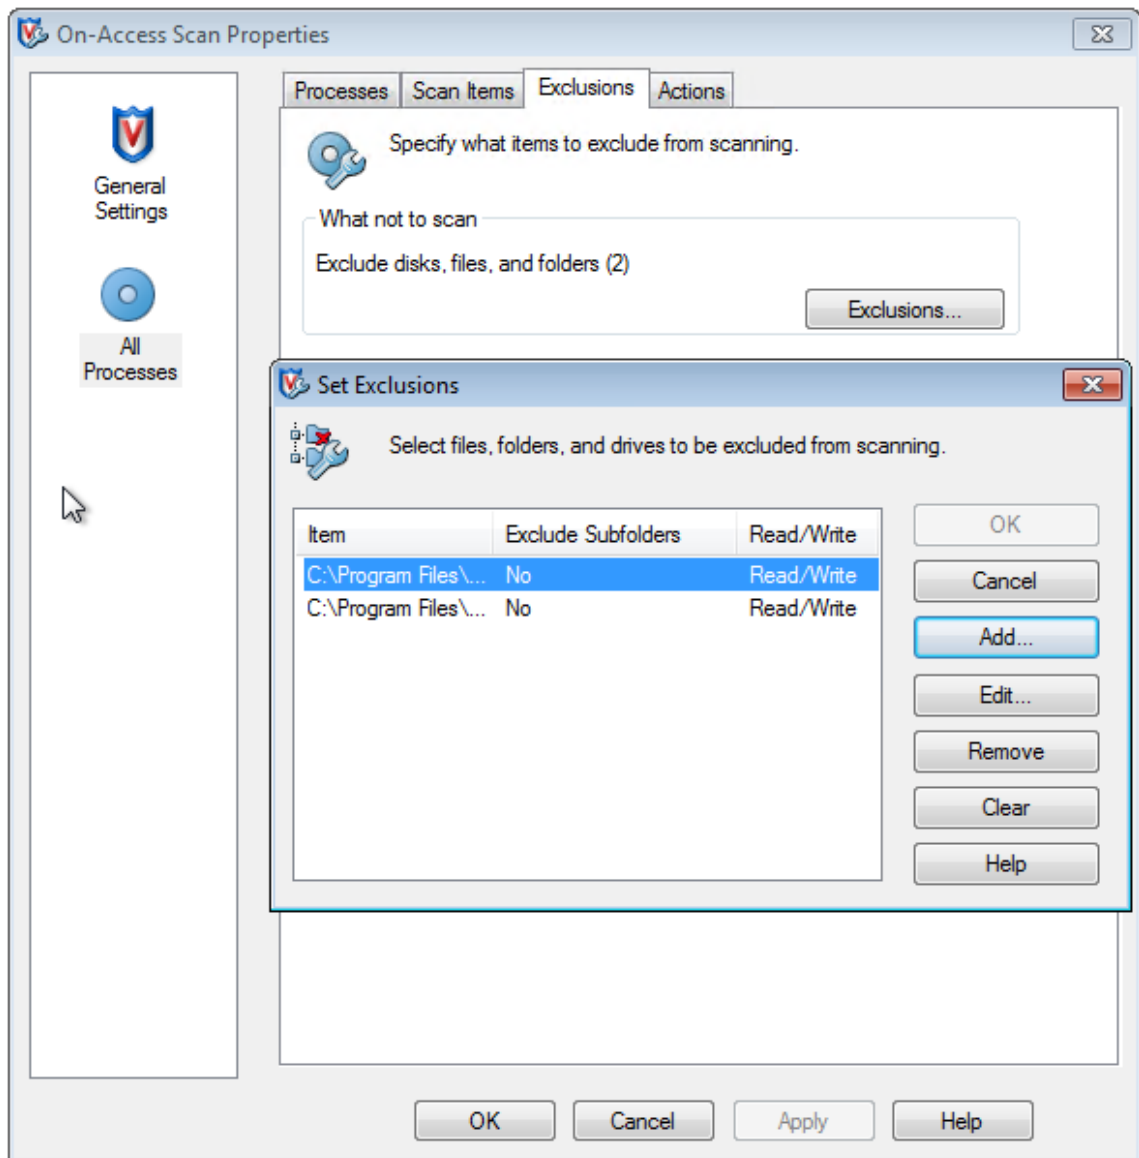 On-Access Scan Properties
General
Settings
All
Processes
Processes Scan Items Exclusions Actions
Specify what items to exclude from scanning.
What not to scan
Exclude disks, files, and folders (2)
Exclusions...
Set Exclusions
Select files, folders, and drives to be excluded from scanning.
Item Exclude Subfolders Read/Write
C:\Program Files\... No Read/Write
C:\Program Files\... No Read/Write
OK
Cancel
Add...
Edit...
Remove
Clear
Help
OK Cancel Apply Help